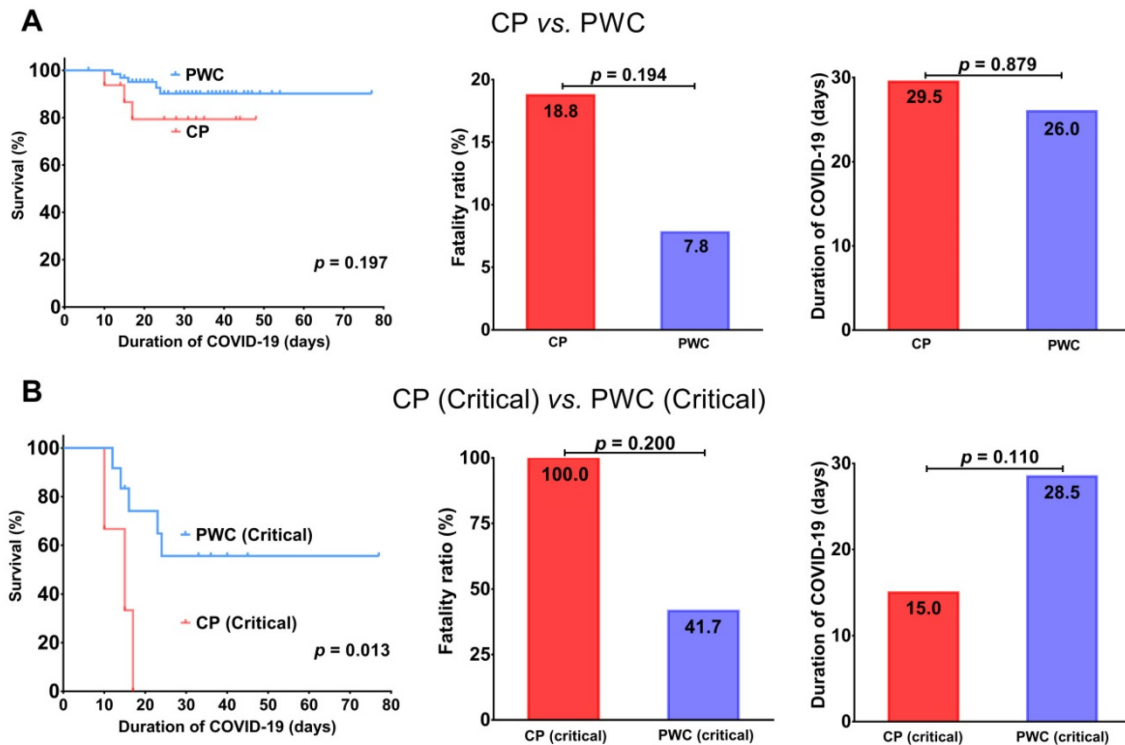 A
CP vs. PWC
Survival (%)
100
80
60
40
20
0
PWC
CP
p = 0.197
0 10 20 30 40 50 60 70 80
Duration of COVID-19 (days)
Fatality ratio (%)
20
15
10
5
0
p = 0.194
18.8
7.8
CP PWC
Duration of COVID-19 (days)
30
20
10
0
p = 0.879
29.5
26.0
CP PWC
B
CP (Critical) vs. PWC (Critical)
Survival (%)
100
80
60
40
20
0
PWC (Critical)
CP (Critical)
p = 0.013
0 10 20 30 40 50 60 70 80
Duration of COVID-19 (days)
Fatality ratio (%)
100
75
50
25
0
p = 0.200
100.0
41.7
CP (critical) PWC (critical)
Duration of COVID-19 (days)
30
20
10
0
p = 0.110
15.0
28.5
CP (critical) PWC (critical)